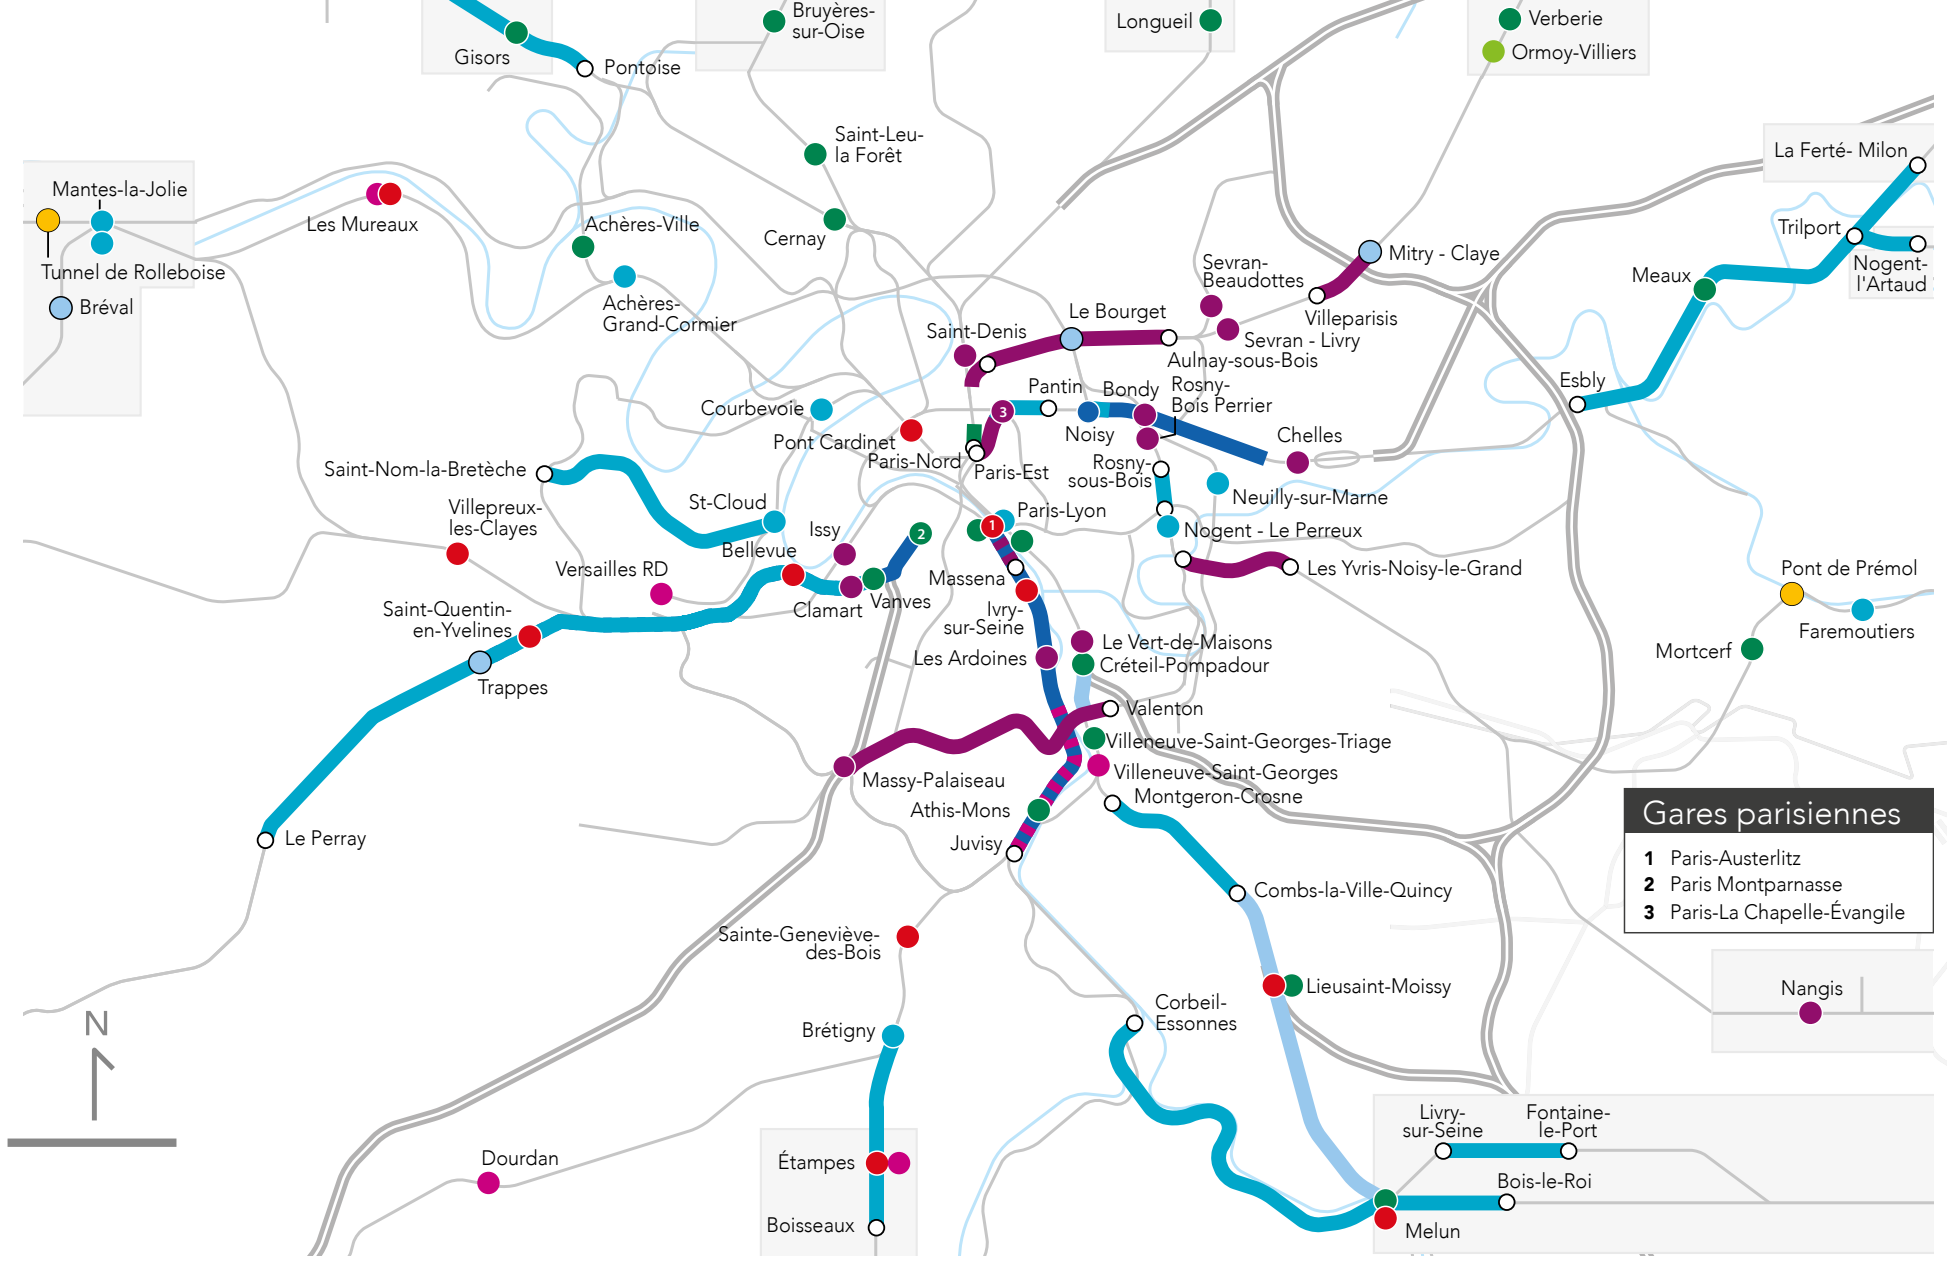 Bruyères-
sur-Oise
Longueil
Verberie
Ormoy-Villiers
Gisors
Pontoise
Saint-Leu-
la Forêt
La Ferté- Milon
Mantes-la-Jolie
Les Mureaux
Achères-Ville
Cernay
Trilport
Tunnel de Rolleboise
Sevran-
Beaudottes
Mitry - Claye
Meaux
Nogent-
l'Artaud
Bréval
Achères-
Grand-Cormier
Le Bourget
Villeparisis
Saint-Denis
Sevran - Livry
Aulnay-sous-Bois
Pantin
Bondy
Rosny-
Bois Perrier
Esbly
Courbevoie
3
Pont Cardinet
Noisy
Chelles
Paris-Nord
Paris-Est
Rosny-
sous-Bois
Saint-Nom-la-Bretèche
Neuilly-sur-Marne
Villepreux-
les-Clayes
St-Cloud
Paris-Lyon
1
2
Issy
Nogent - Le Perreux
Bellevue
Versailles RD
Massena
Les Yvris-Noisy-le-Grand
Pont de Prémol
Saint-Quentin-
en-Yvelines
Clamart
Vanves
Ivry-
sur-Seine
Faremoutiers
Le Vert-de-Maisons
Les Ardoines
Créteil-Pompadour
Mortcerf
Trappes
Valenton
Villeneuve-Saint-Georges-Triage
Massy-Palaiseau
Villeneuve-Saint-Georges
Montgeron-Crosne
Athis-Mons
Juvisy
Le Perray
Gares parisiennes
1 Paris-Austerlitz
2 Paris Montparnasse
3 Paris-La Chapelle-Évangile
Combs-la-Ville-Quincy
Sainte-Geneviève-
des-Bois
Lieusaint-Moissy
Nangis
N
Corbeil-
Essonnes
Brétigny
Livry-
sur-Seine
Fontaine-
le-Port
Dourdan
Étampes
Bois-le-Roi
Boisseaux
Melun